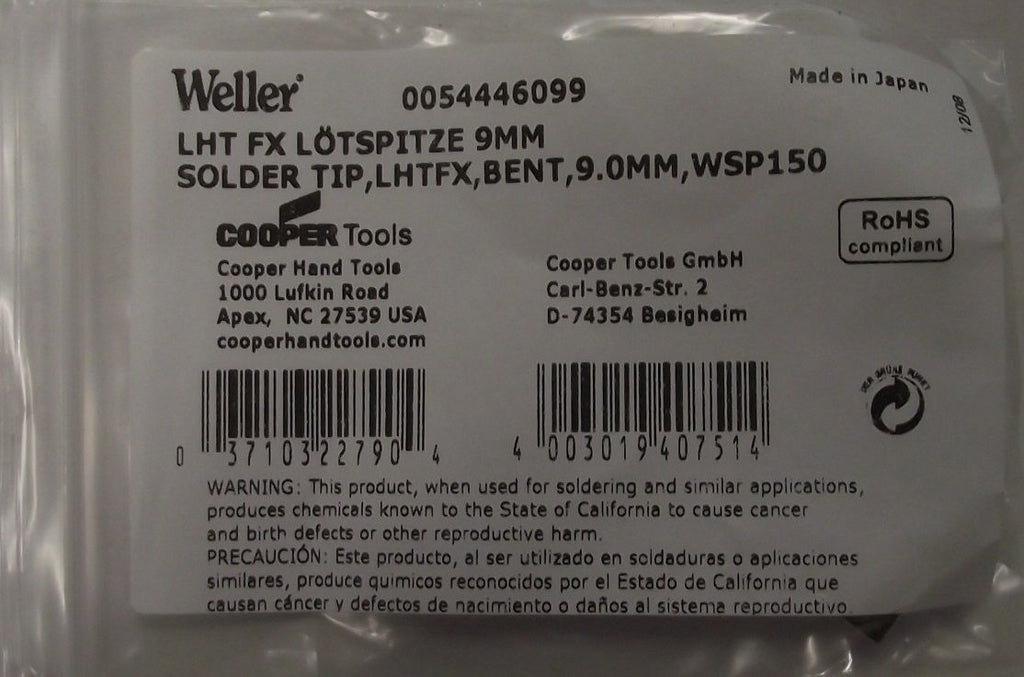 Weller
0054446099
Made in Japan
12/08
LHT FX LÖTSPITZE 9MM
SOLDER TIP,LHTFX,BENT,9.0MM,WSP150
RoHS
compliant
COOPER Tools
Cooper Hand Tools
1000 Lufkin Road
Apex, NC 27539 USA
cooperhandtools.com
Cooper Tools GmbH
Carl-Benz-Str. 2
D-74354 Besigheim
0 37103 22790 4
4 003019 407514
DER GRÜNE PUNKT
WARNING: This product, when used for soldering and similar applications,
produces chemicals known to the State of California to cause cancer
and birth defects or other reproductive harm.
PRECAUCIÓN: Este producto, al ser utilizado en soldaduras o aplicaciones
similares, produce quimicos reconocidos por el Estado de California que
causan cáncer y defectos de nacimiento o daños al sistema reproductivo.